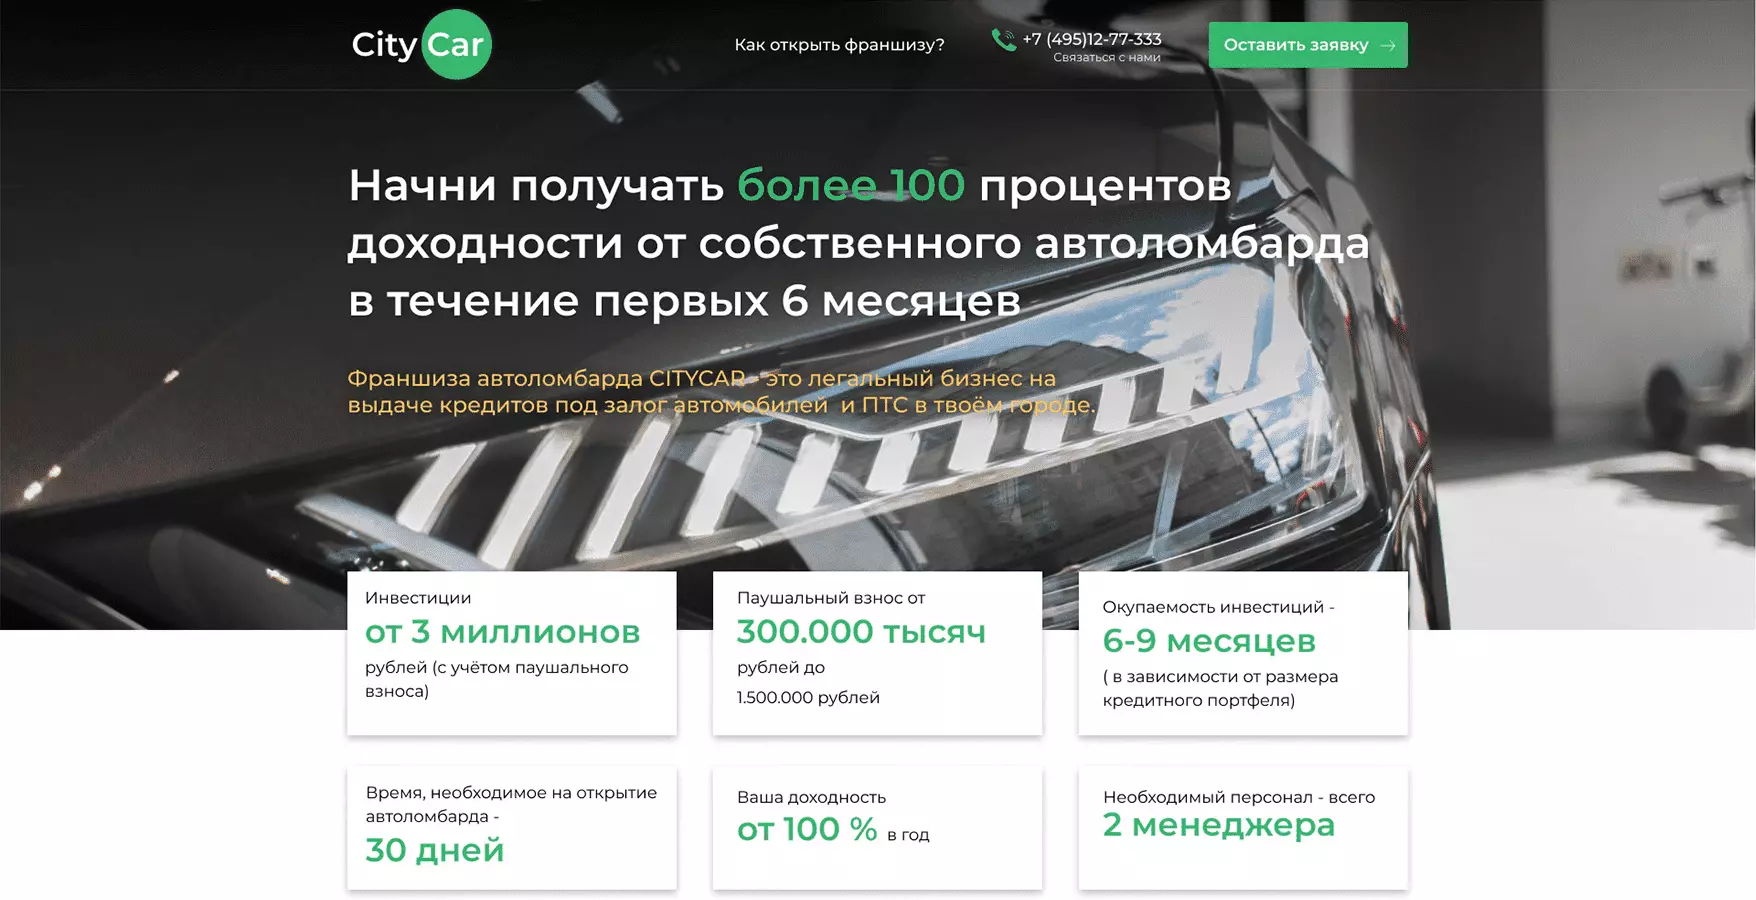 City Car
Как открыть франшизу?
+7 (495)12-77-333
Связаться с нами
Оставить заявку
Начни получать более 100 процентов
доходности от собственного автоломбарда
в течение первых 6 месяцев
Франшиза автоломбарда CITYCAR - это легальный бизнес на
выдаче кредитов под залог автомобилей и ПТС в твоём городе.
Инвестиции
от 3 миллионов
рублей (с учётом паушального
взноса)
Паушальный взнос от
300.000 тысяч
рублей до
1.500.000 рублей
Окупаемость инвестиций -
6-9 месяцев
( в зависимости от размера
кредитного портфеля)
Время, необходимое на открытие
автоломбарда -
30 дней
Ваша доходность
от 100 % в год
Необходимый персонал - всего
2 менеджера